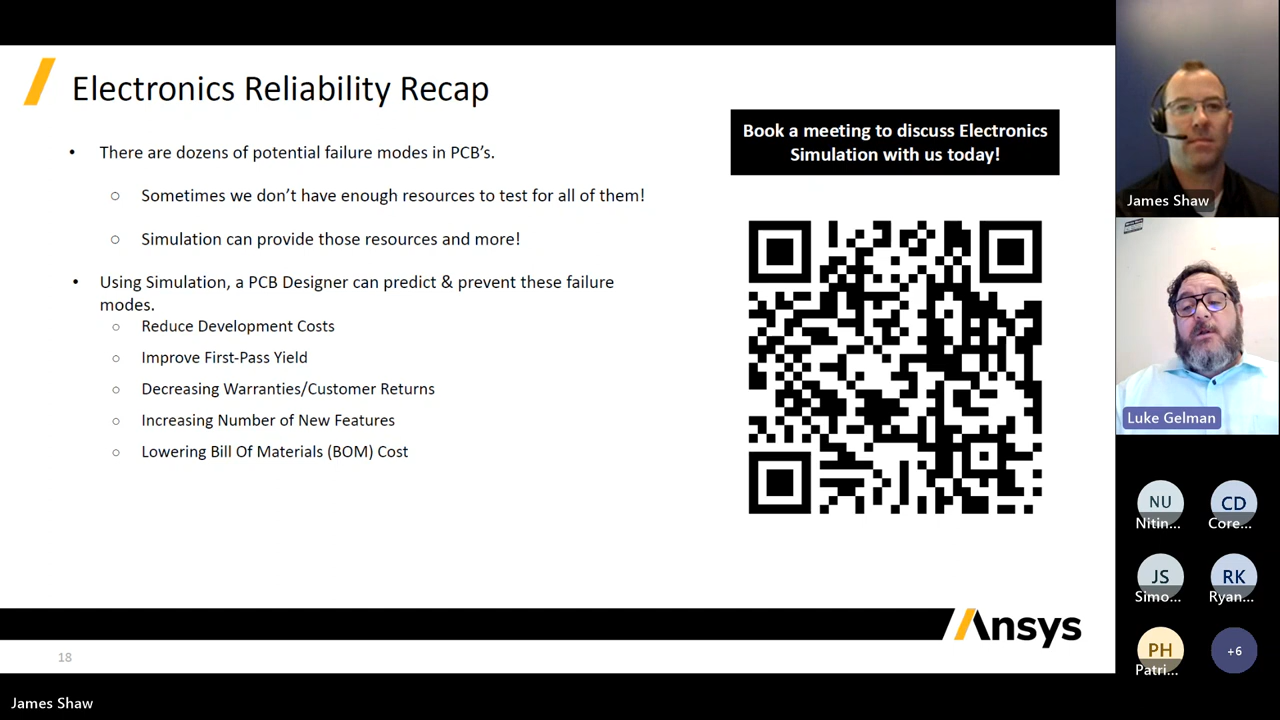 Electronics Reliability Recap
• There are dozens of potential failure modes in PCB's.
○ Sometimes we don't have enough resources to test for all of them!
○ Simulation can provide those resources and more!
• Using Simulation, a PCB Designer can predict & prevent these failure
modes.
○ Reduce Development Costs
○ Improve First-Pass Yield
○ Decreasing Warranties/Customer Returns
○ Increasing Number of New Features
○ Lowering Bill Of Materials (BOM) Cost
Book a meeting to discuss Electronics
Simulation with us today!
Ansys
18
James Shaw
James Shaw
Luke Gelman
NU
Nitin...
CD
Core...
JS
Simo...
RK
Ryan...
PH
Patri...
+6